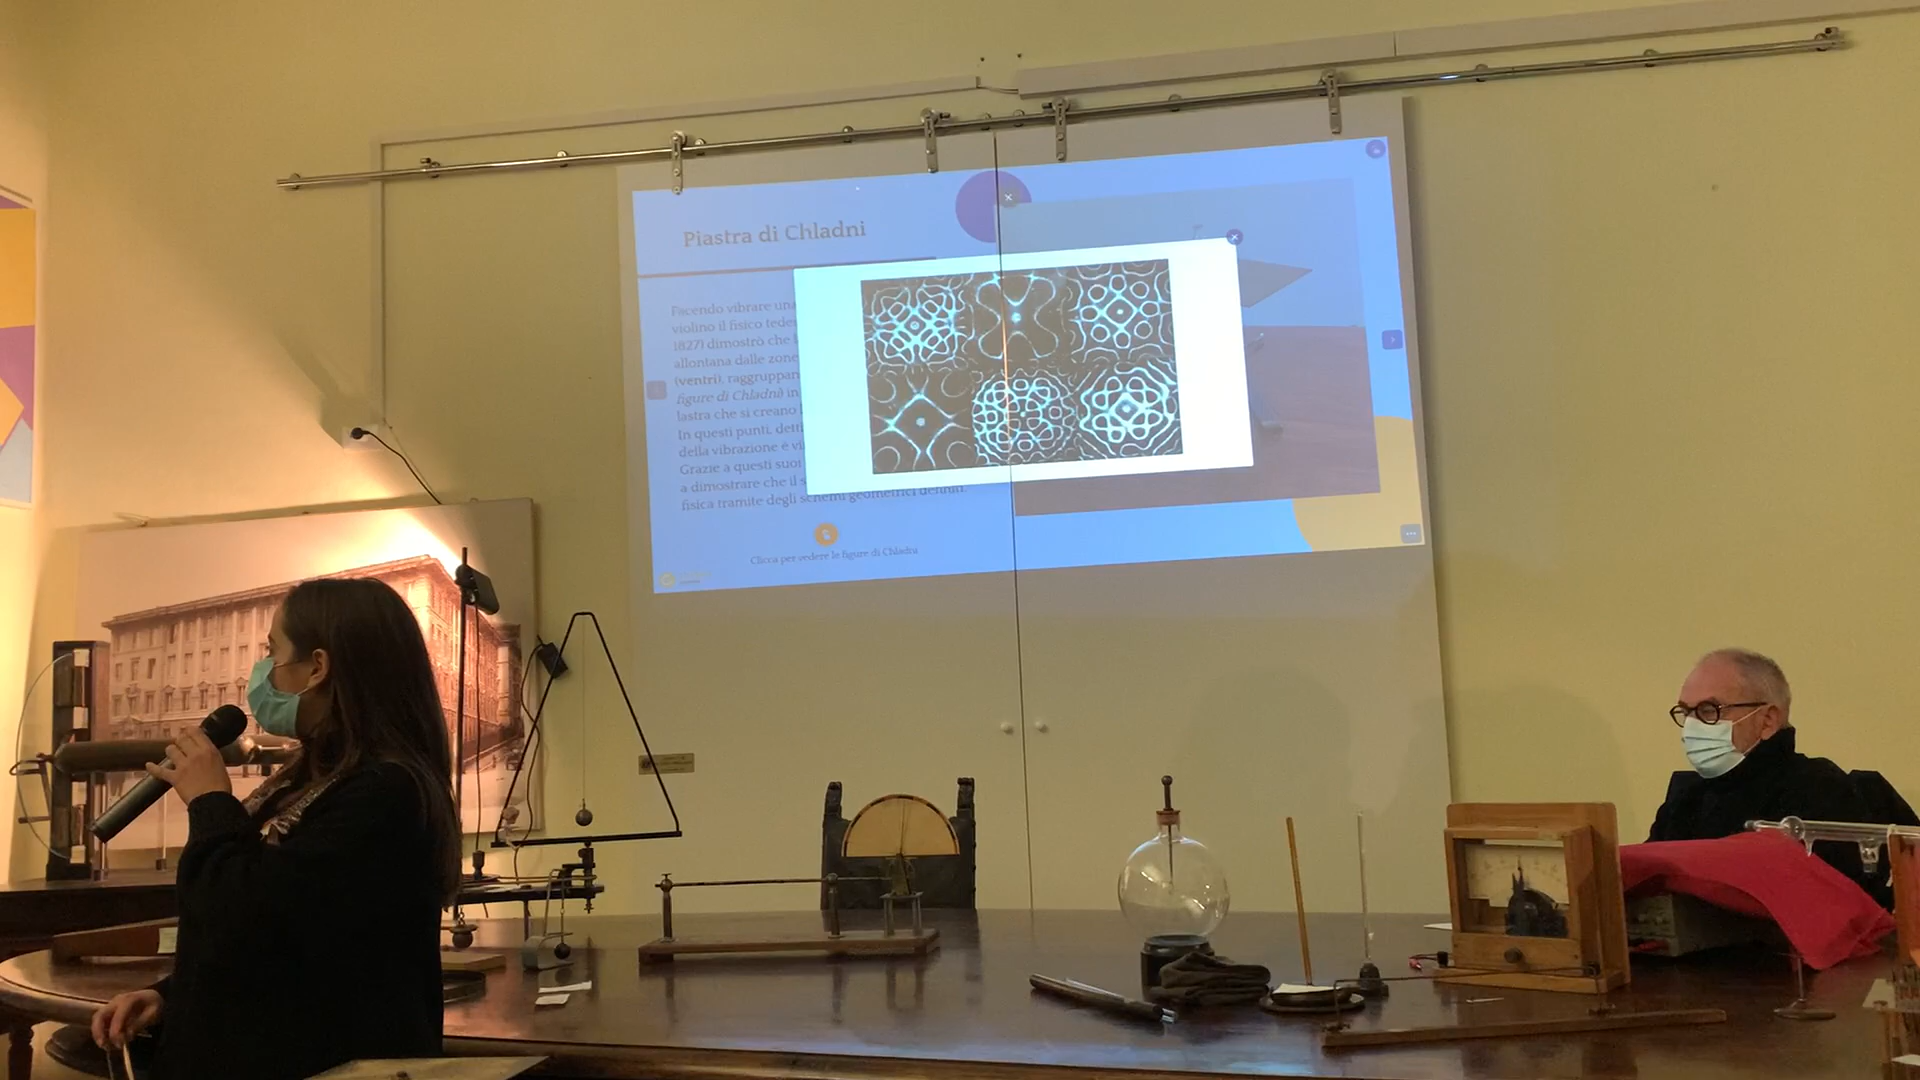 Piastra di Chladni
Facendo vibrare una
violino il fisico tedes
1827) dimostrò che l
allontana dalle zone
(ventri), raggruppan
figure di Chladnò in
lastra che si creano
In questi punti, detti
della vibrazione è
Grazie a questi suoi
a dimostrare che il s
fisica tramite degli schemi geometrici definiti.
Clicca per vedere le figure di Chladni